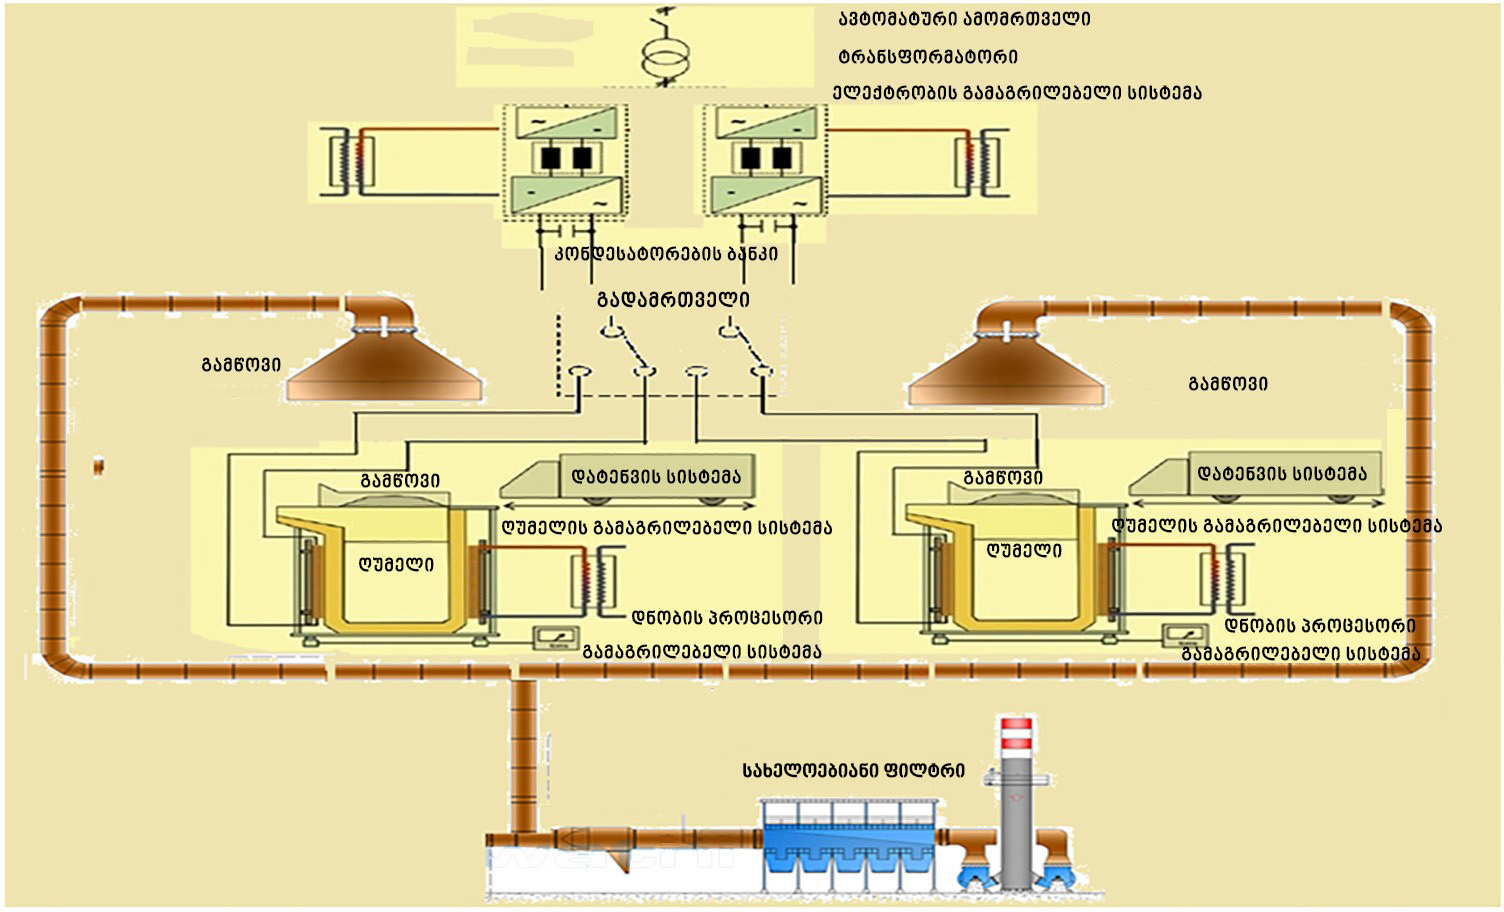 ავტომატური ამომრთველი
ტრანსფორმატორი
ელექტრობის გამაგრილებელი სისტემა
კონდესატორების ბანკი
გადამრთველი
გამწოვი
გამწოვი
გამწოვი
დატენვის სისტემა
გამწოვი
დატენვის სისტემა
ღუმელის გამაგრილებელი სისტემა
ღუმელის გამაგრილებელი სისტემა
ღუმელი
ღუმელი
დნობის პროცესორი
დნობის პროცესორი
გამაგრილებელი სისტემა
გამაგრილებელი სისტემა
სახელოებიანი ფილტრი